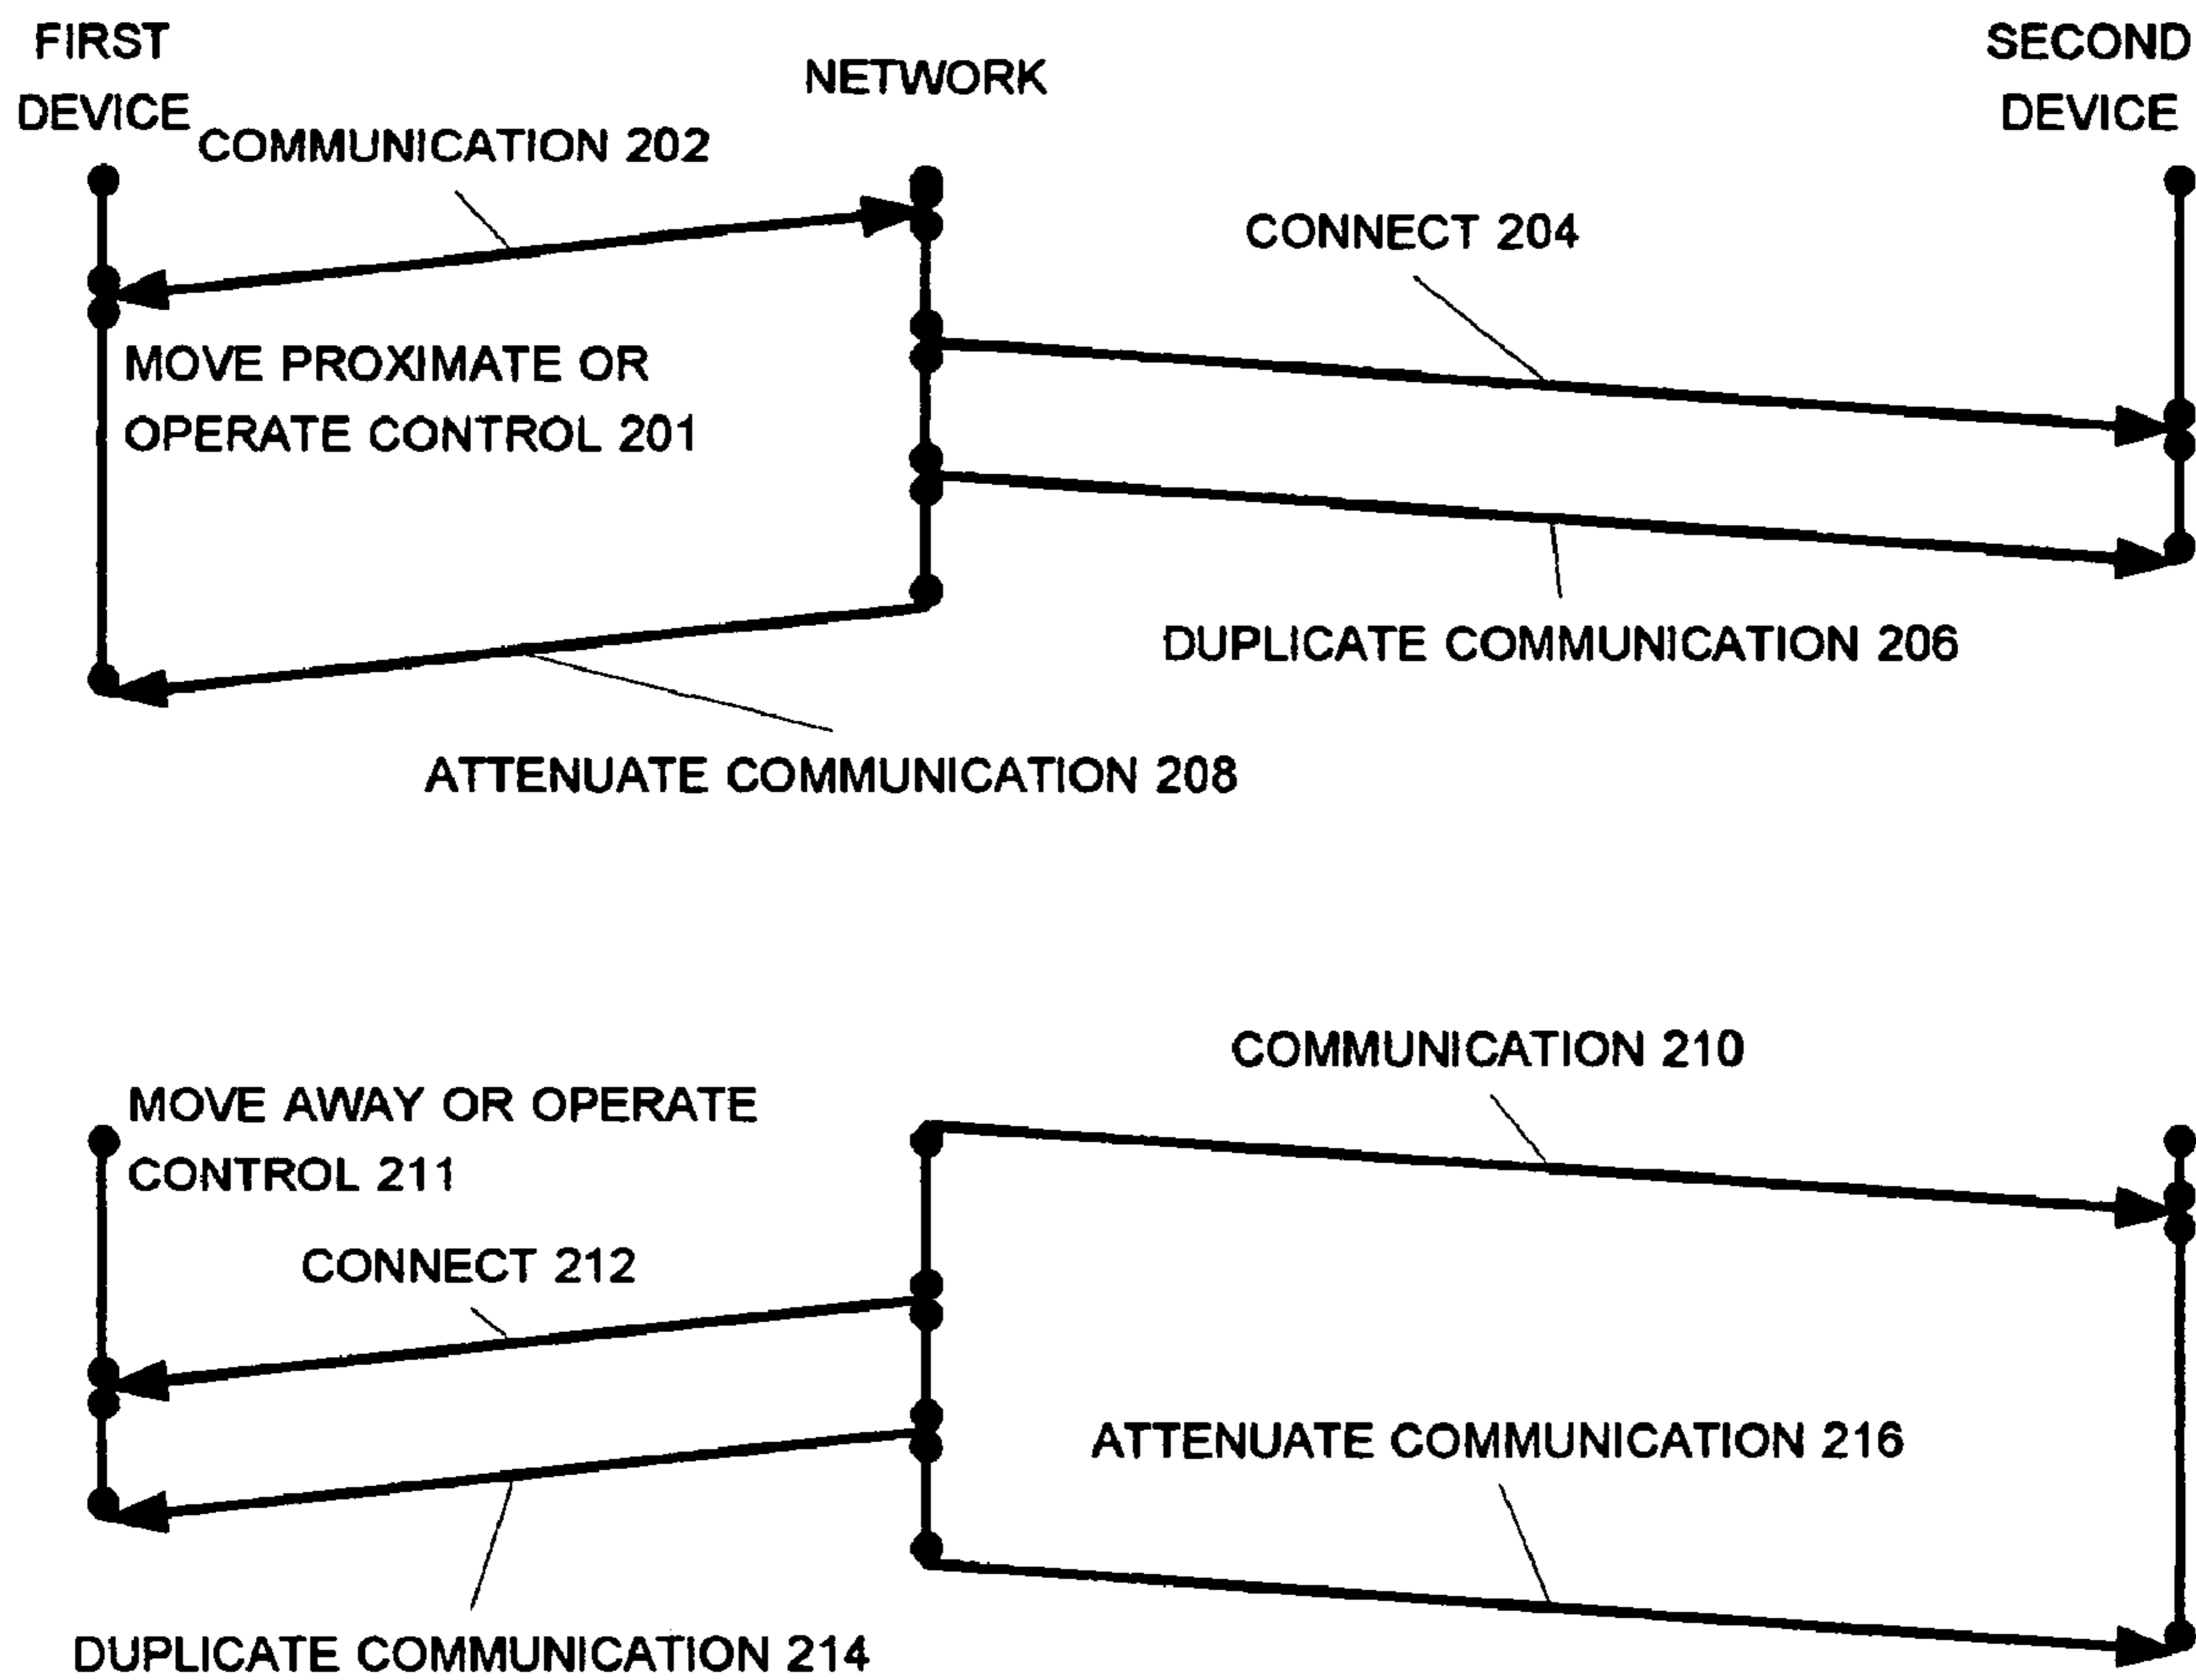 FIRST
DEVICE
NETWORK
SECOND
DEVICE
COMMUNICATION 202
CONNECT 204
MOVE PROXIMATE OR
OPERATE CONTROL 201
DUPLICATE COMMUNICATION 206
ATTENUATE COMMUNICATION 208
COMMUNICATION 210
MOVE AWAY OR OPERATE
CONTROL 211
CONNECT 212
ATTENUATE COMMUNICATION 216
DUPLICATE COMMUNICATION 214